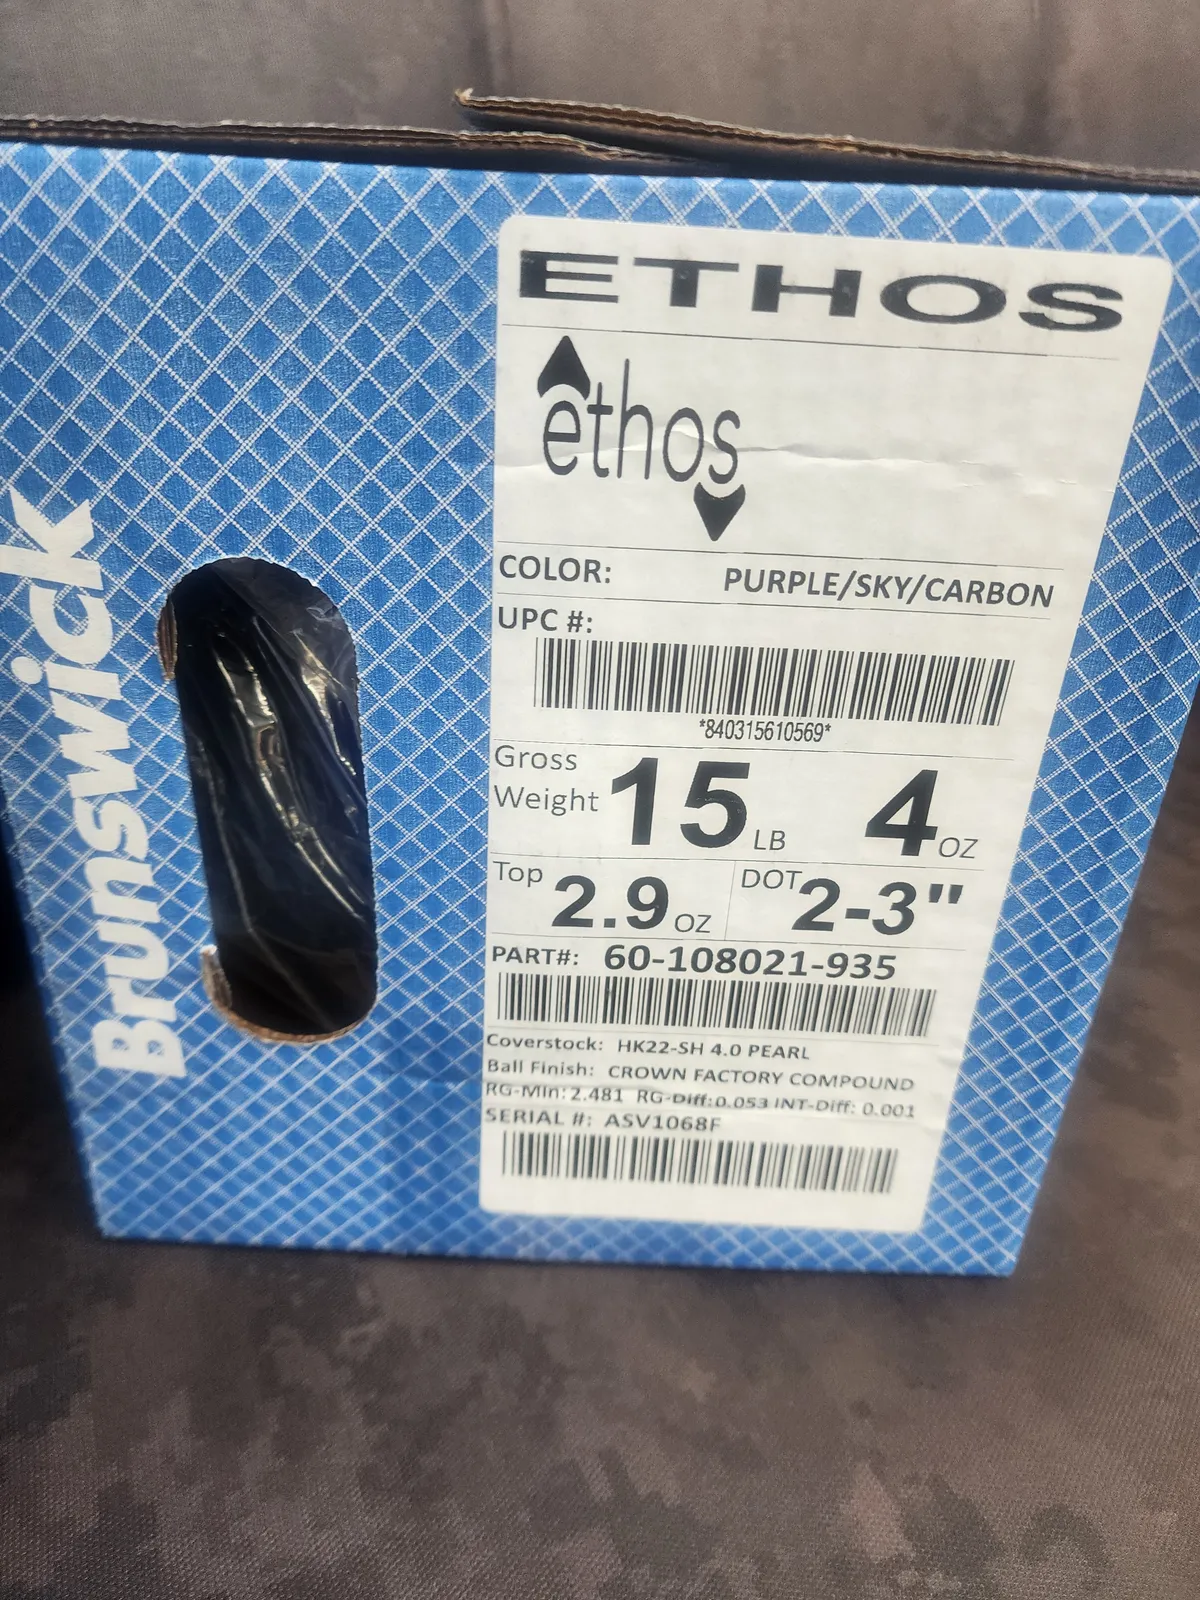 Brunswick
ETHOS
ethos
COLOR: PURPLE/SKY/CARBON
UPC #:
*840315610569*
Gross Weight 15 LB 4 OZ
Top 2.9 OZ DOT 2-3"
PART#: 60-108021-935
Coverstock: HK22-SH 4.0 PEARL
Ball Finish: CROWN FACTORY COMPOUND
RG-Min: 2.481 RG-Diff: 0.053 INT-Diff: 0.001
SERIAL #: ASV1068F